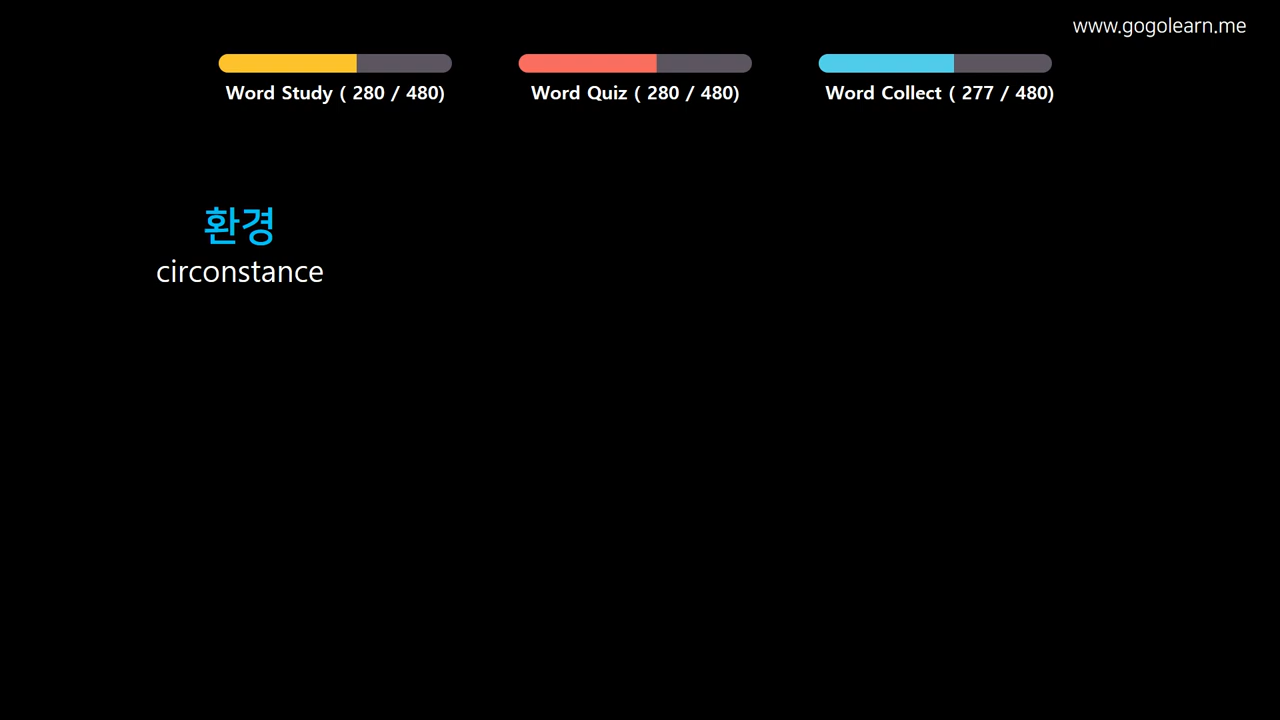 www.gogolearn.me
Word Study ( 280 / 480)
Word Quiz ( 280 / 480)
Word Collect ( 277 / 480)
환경
circonstance